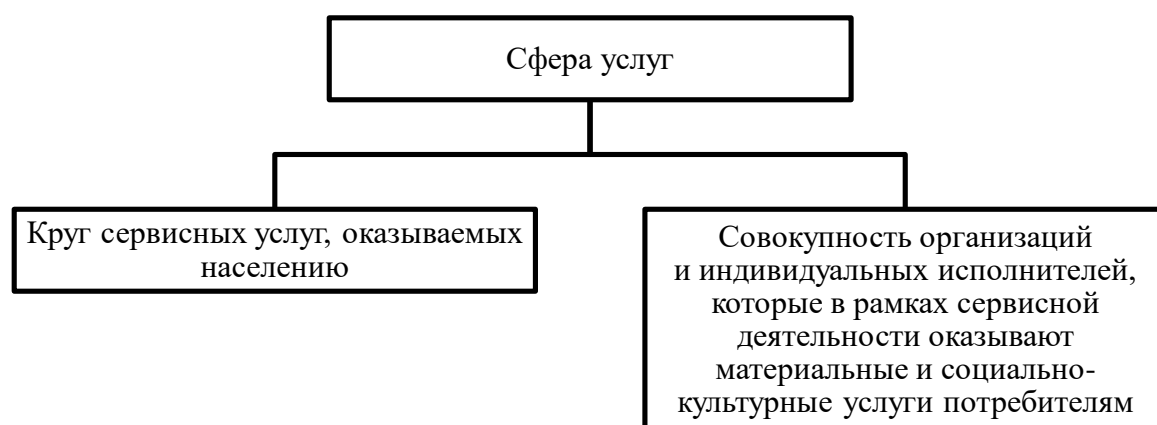 Сфера услуг
Круг сервисных услуг, оказываемых
населению
Совокупность организаций
и индивидуальных исполнителей,
которые в рамках сервисной
деятельности оказывают
материальные и социально-
культурные услуги потребителям